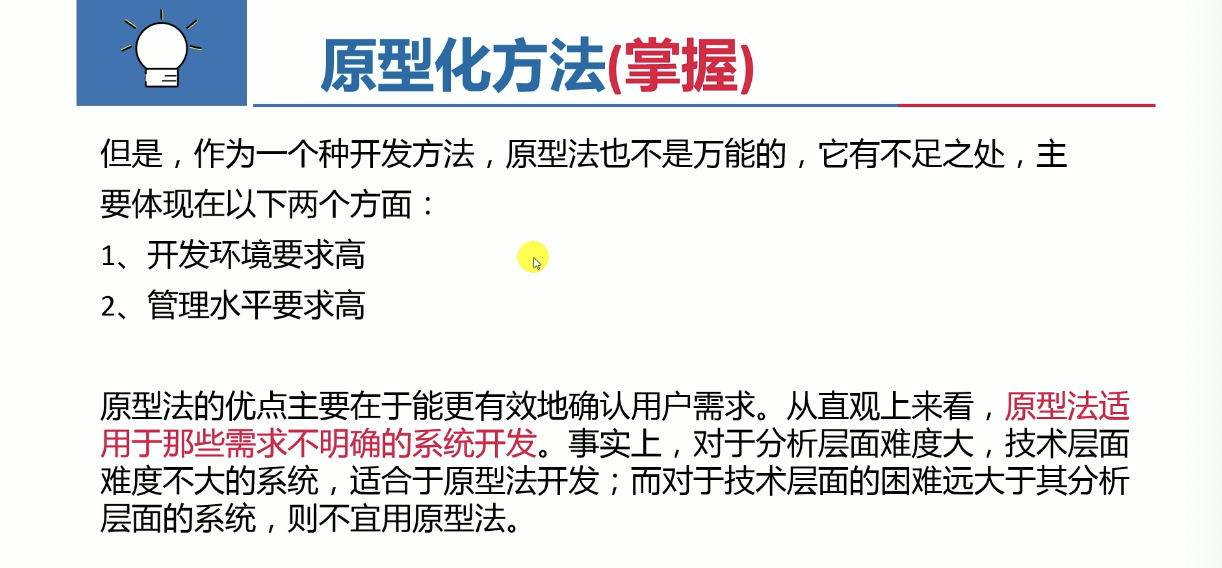 原型化方法(掌握)
但是，作为一个种开发方法，原型法也不是万能的，它有不足之处，主
要体现在以下两个方面：
1、开发环境要求高
2、管理水平要求高
原型法的优点主要在于能更有效地确认用户需求。从直观上来看，原型法适
用于那些需求不明确的系统开发。事实上，对于分析层面难度大，技术层面
难度不大的系统，适合于原型法开发；而对于技术层面的困难远大于其分析
层面的系统，则不宜用原型法。